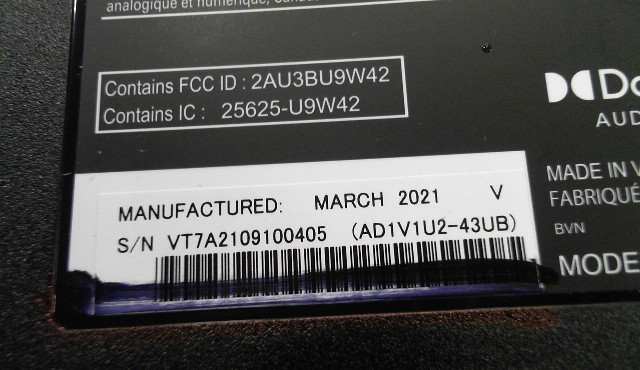 analogique et numérique,
Contains FCC ID : 2AU3BU9W42
Contains IC : 25625-U9W42
AUD
MADE IN V
FABRIQUÉ
BVN
MODE
MANUFACTURED: MARCH 2021 V
S/N VT7A2109100405 (AD1V1U2-43UB)